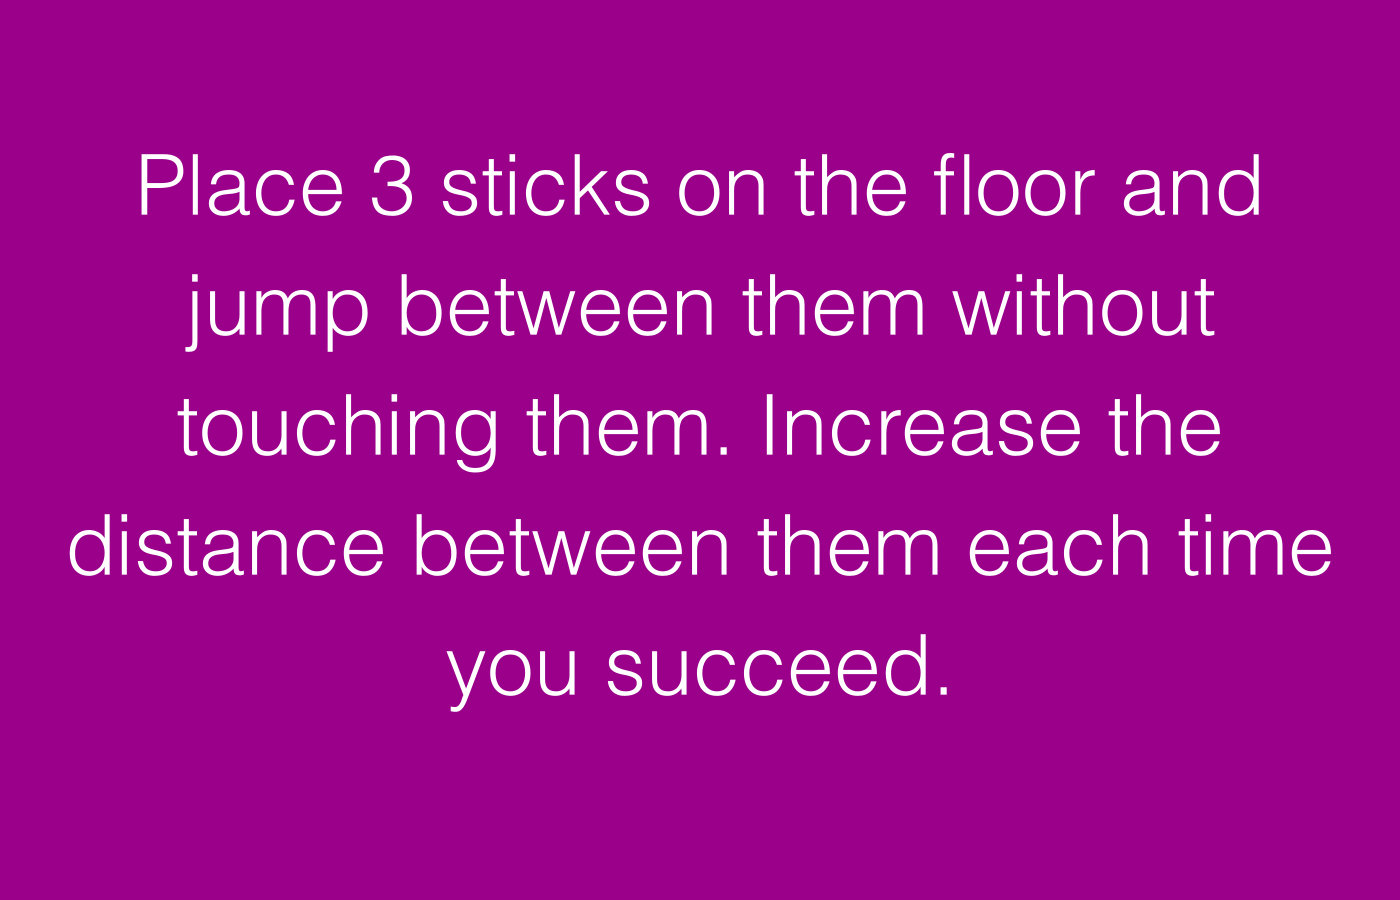 Place 3 sticks on the floor and
jump between them without
touching them. Increase the
distance between them each time
you succeed.